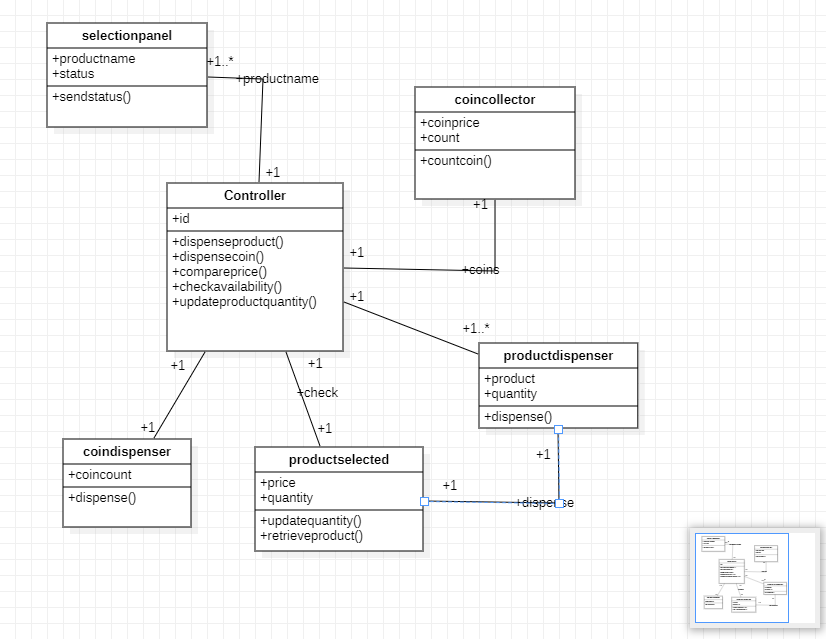 selectionpanel
+productname
+status
+sendstatus()
+1..*
+productname
+1
coincollector
+coinprice
+count
+countcoin()
+1
Controller
+id
+dispenseproduct()
+dispensecoin()
+compareprice()
+checkavailability()
+updateproductquantity()
+1
+coins
+1
+1..*
productdispenser
+product
+quantity
+dispense()
+1
+1
+check
+1
+1
coindispenser
+coincount
+dispense()
productselected
+price
+quantity
+updatequantity()
+retrieveproduct()
+1
+1
+dispense